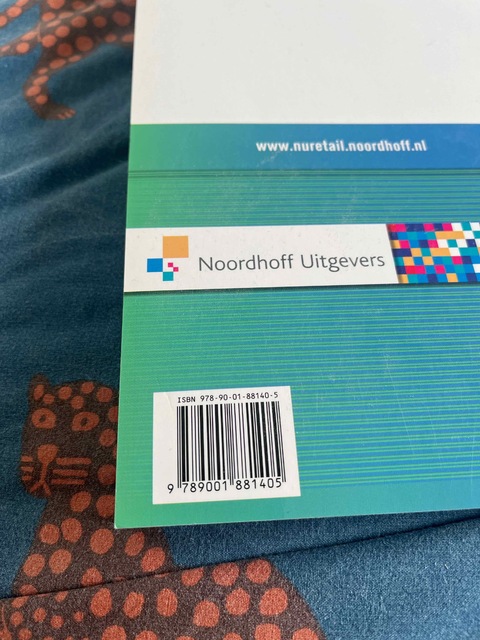 www.nuretail.noordhoff.nl
Noordhoff Uitgevers
ISBN 978-90-01-88140-5
9 789001 881405